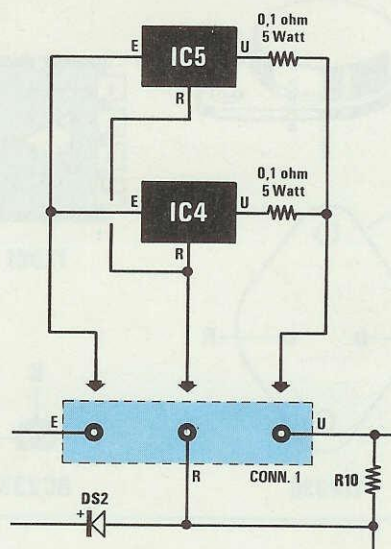 0,1 ohm
5 Watt
E
IC5
U
R
0,1 ohm
5 Watt
E
IC4
U
R
E
U
R
CONN. 1
R10
DS2
+